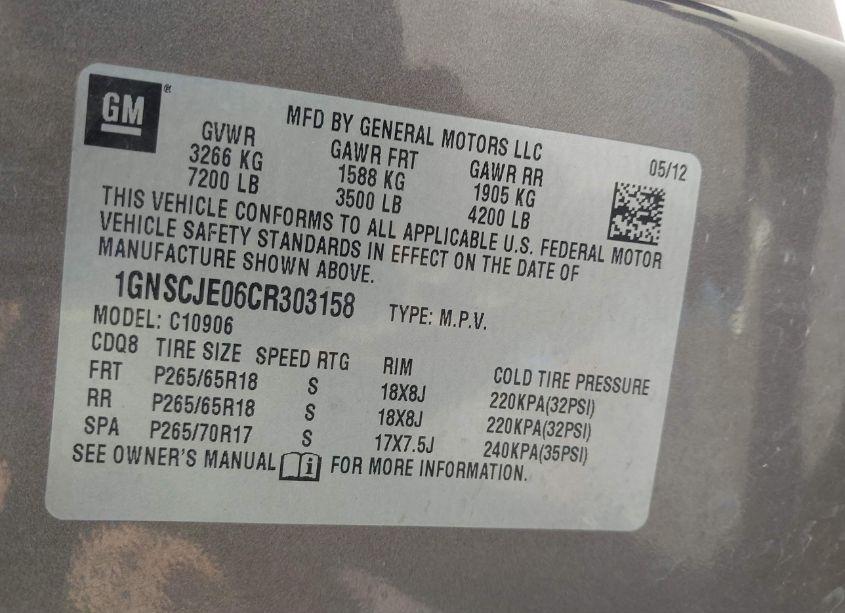 GM®
MFD BY GENERAL MOTORS LLC
05/12
GVWR GAWR FRT GAWR RR
3266 KG 1588 KG 1905 KG
7200 LB 3500 LB 4200 LB
THIS VEHICLE CONFORMS TO ALL APPLICABLE U.S. FEDERAL MOTOR
VEHICLE SAFETY STANDARDS IN EFFECT ON THE DATE OF
MANUFACTURE SHOWN ABOVE.
1GNSCJE06CR303158 TYPE: M.P.V.
MODEL: C10906
CDQ8 TIRE SIZE SPEED RTG RIM COLD TIRE PRESSURE
FRT P265/65R18 S 18X8J 220KPA(32PSI)
RR P265/65R18 S 18X8J 220KPA(32PSI)
SPA P265/70R17 S 17X7.5J 240KPA(35PSI)
SEE OWNER'S MANUAL i FOR MORE INFORMATION.